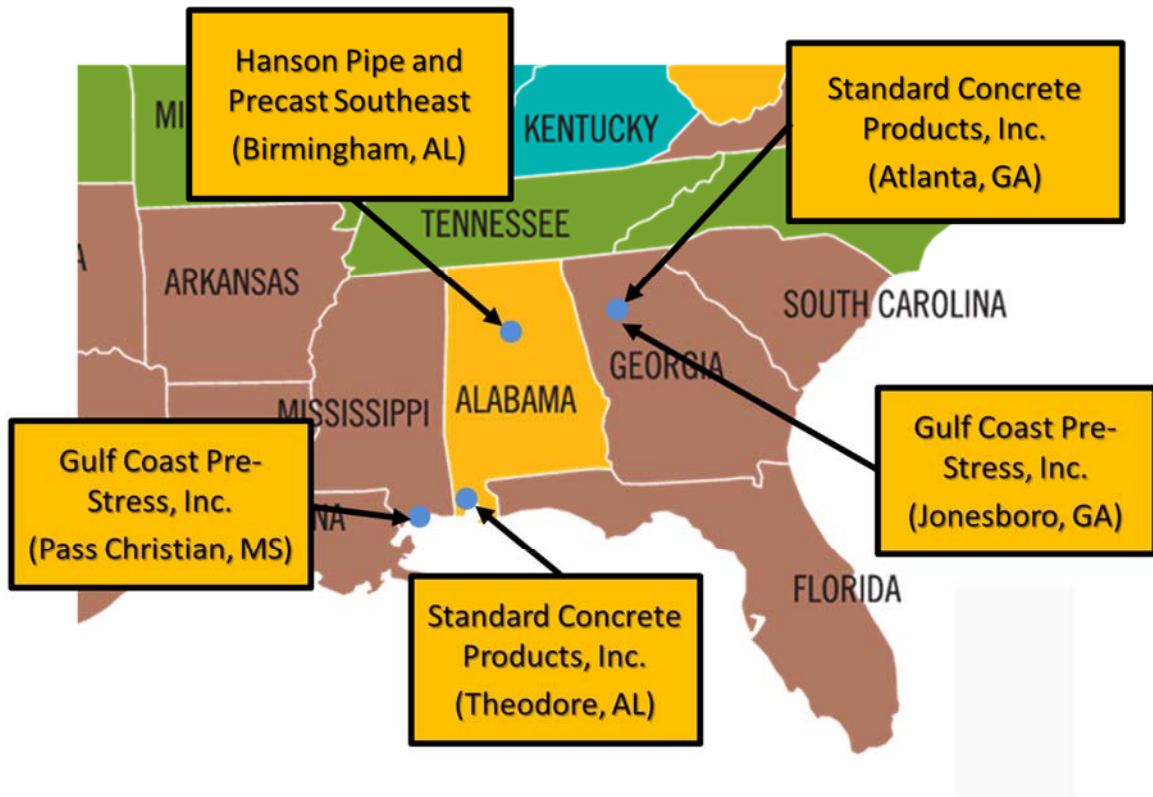 Hanson Pipe and
Precast Southeast
(Birmingham, AL)
Standard Concrete
Products, Inc.
(Atlanta, GA)
MI
KENTUCKY
TENNESSEE
A
ARKANSAS
SOUTH CAROLINA
GEORGIA
MISSISSIPPI
ALABAMA
Gulf Coast Pre-
Stress, Inc.
(Pass Christian, MS)
NA
Gulf Coast Pre-
Stress, Inc.
(Jonesboro, GA)
FLORIDA
Standard Concrete
Products, Inc.
(Theodore, AL)